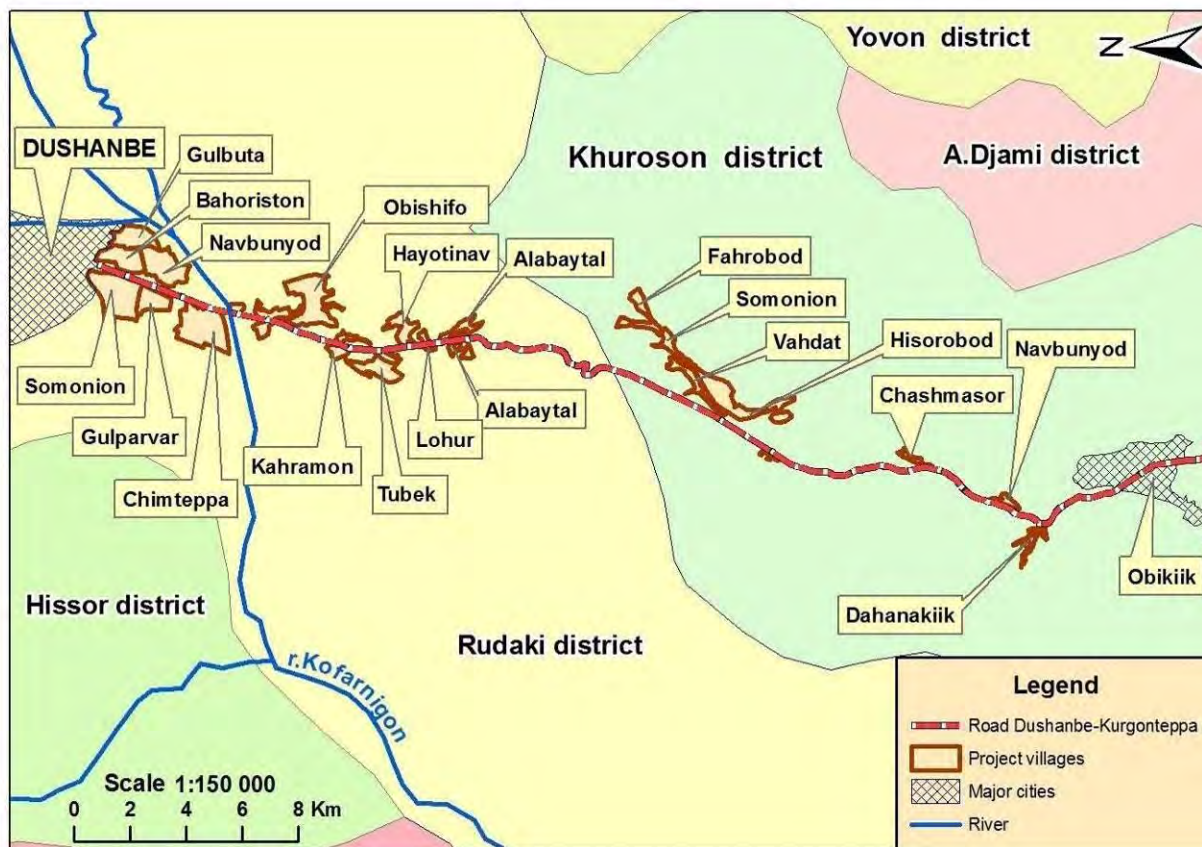 Yovon district
N
DUSHANBE
Gulbuta
Khuroson district
A.Djami district
Bahoriston
Obishifo
Navbunyod
Hayotinav
Alabaytal
Fahrobod
Somonion
Vahdat
Hisorobod
Navbunyod
Chashmasor
Somonion
Alabaytal
Gulparvar
Kahramon
Lohur
Tubek
Chimteppa
Obikiik
Hissor district
Rudaki district
Dahanakiik
r.Kofarnigon
Legend
Road Dushanbe-Kurgonteppa
Project villages
Major cities
River
Scale 1:150 000
0 2 4 6 8 Km